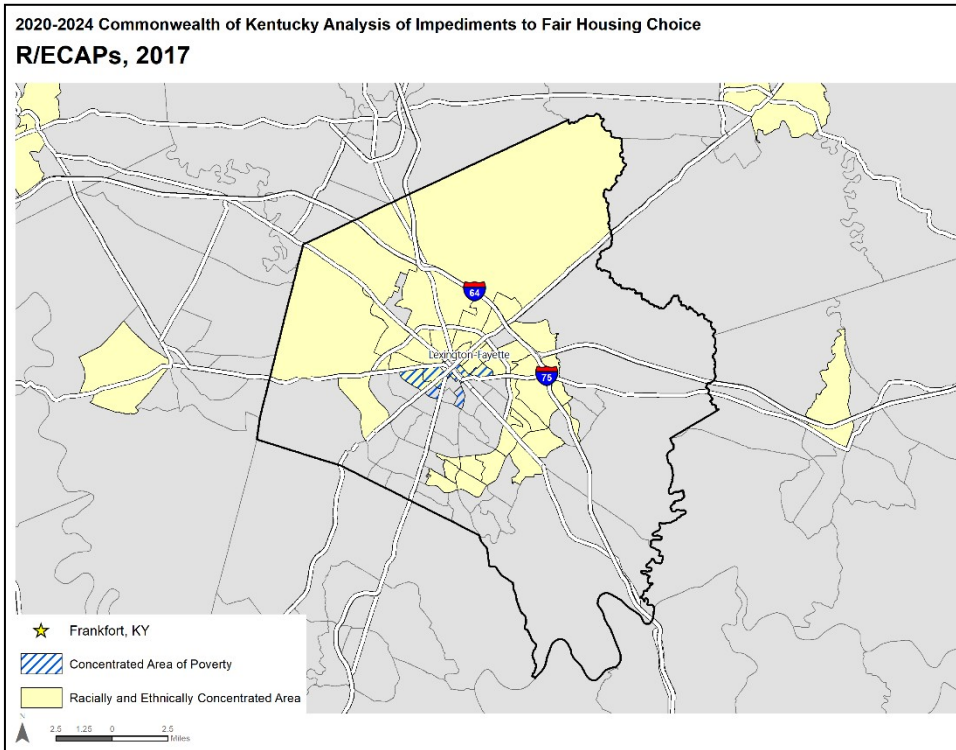 2020-2024 Commonwealth of Kentucky Analysis of Impediments to Fair Housing Choice
R/ECAPs, 2017
64
Lexington-Fayette
75
Frankfort, KY
Concentrated Area of Poverty
Racially and Ethnically Concentrated Area
N
2.5 1.25 0 2.5
Miles